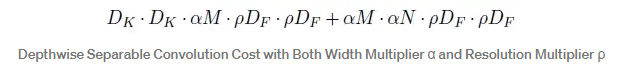 D_K · D_K · αM · ρD_F · ρD_F + αM · αN · ρD_F · ρD_F
Depthwise Separable Convolution Cost with Both Width Multiplier α and Resolution Multiplier ρ